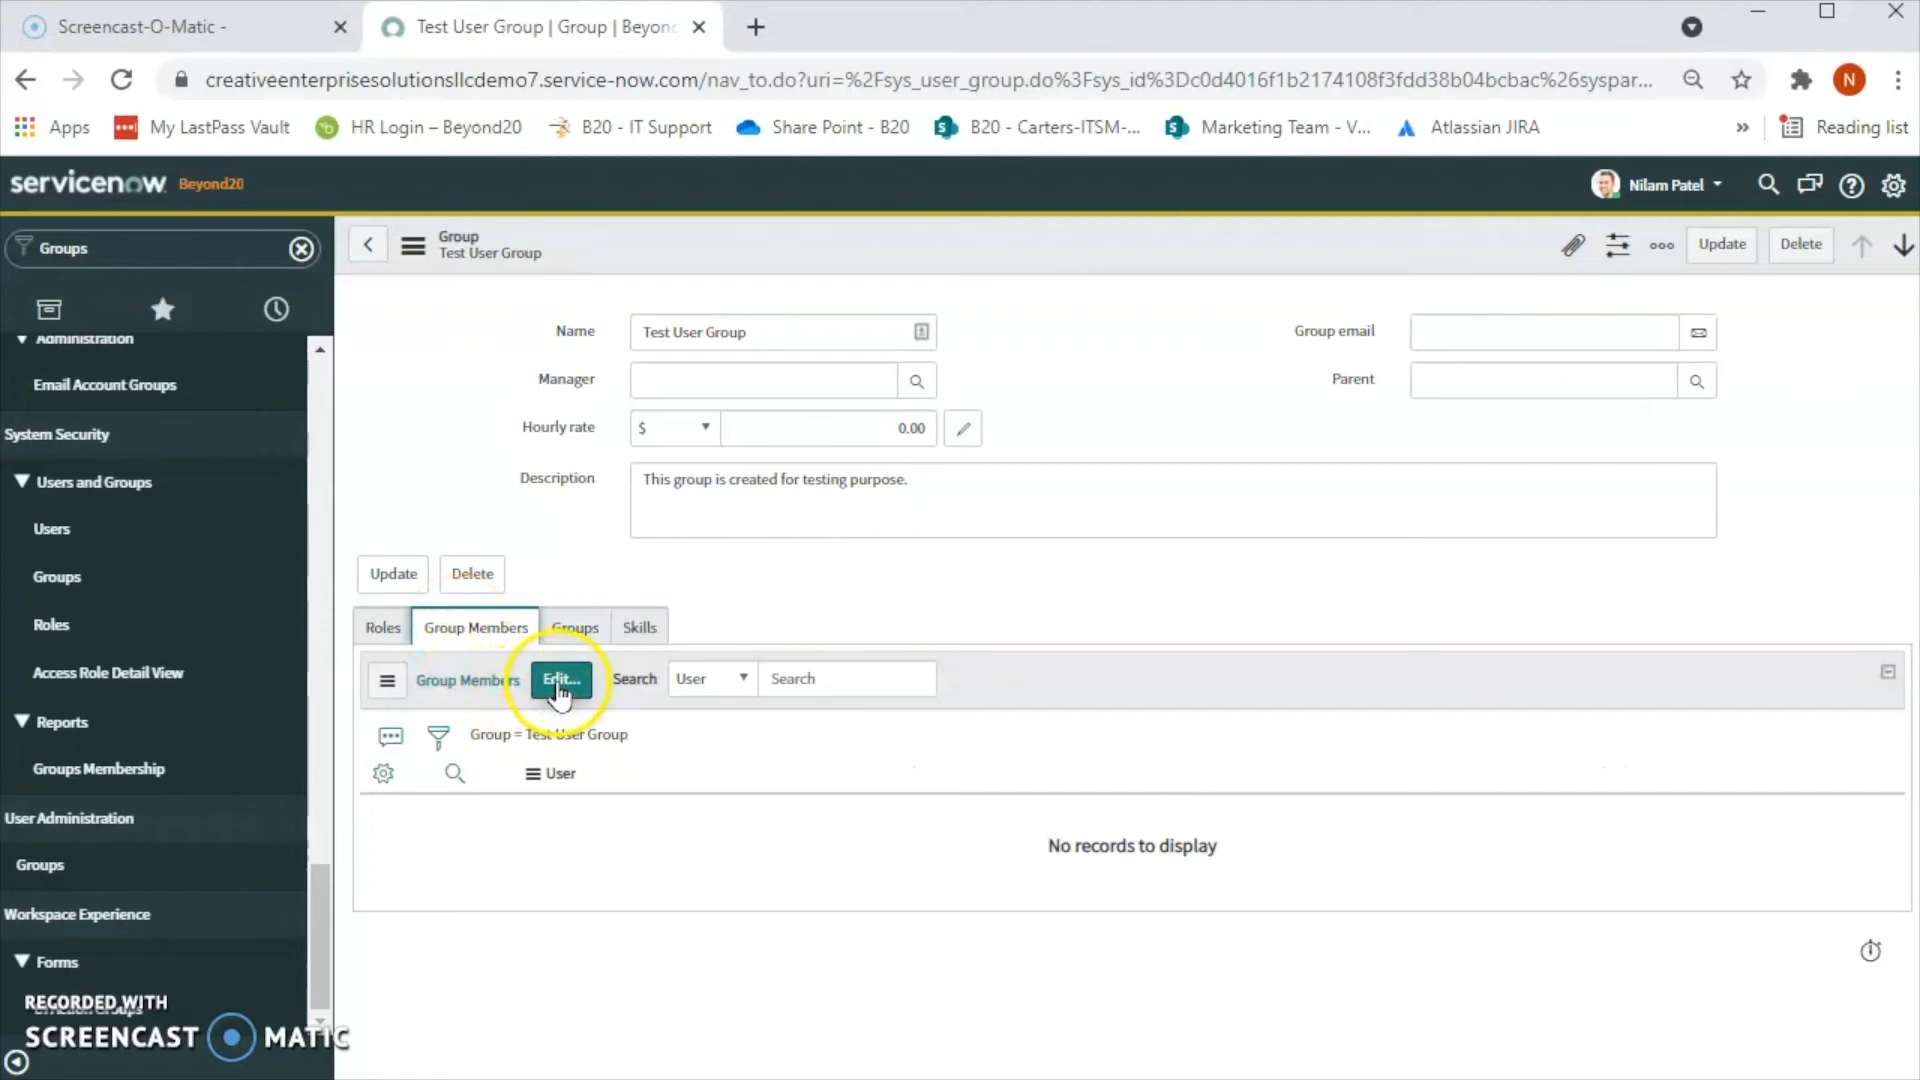 Screencast-O-Matic -
Test User Group | Group | Beyon
creativeenterprisesolutionsllcdemo7.service-now.com/nav_to.do?uri=%2Fsys_user_group.do%3Fsys_id%3Dc0d4016f1b2174108f3fdd38b04bcbac%26syspar...
N
Apps
My LastPass Vault
HR Login – Beyond20
B20 - IT Support
Share Point - B20
B20 - Carters-ITSM-...
Marketing Team - V...
Atlassian JIRA
»
Reading list
servicenow Beyond20
Nilam Patel
Groups
Group
Test User Group
Update
Delete
Administration
Email Account Groups
System Security
Users and Groups
Users
Groups
Roles
Access Role Detail View
Reports
Groups Membership
User Administration
Groups
Workspace Experience
Forms
Name
Test User Group
Group email
Manager
Parent
Hourly rate
$
0.00
Description
This group is created for testing purpose.
Update
Delete
Roles
Group Members
Groups
Skills
Group Members
Edit...
Search
User
Search
Group = Test User Group
User
No records to display
RECORDED WITH
SCREENCAST MATIC